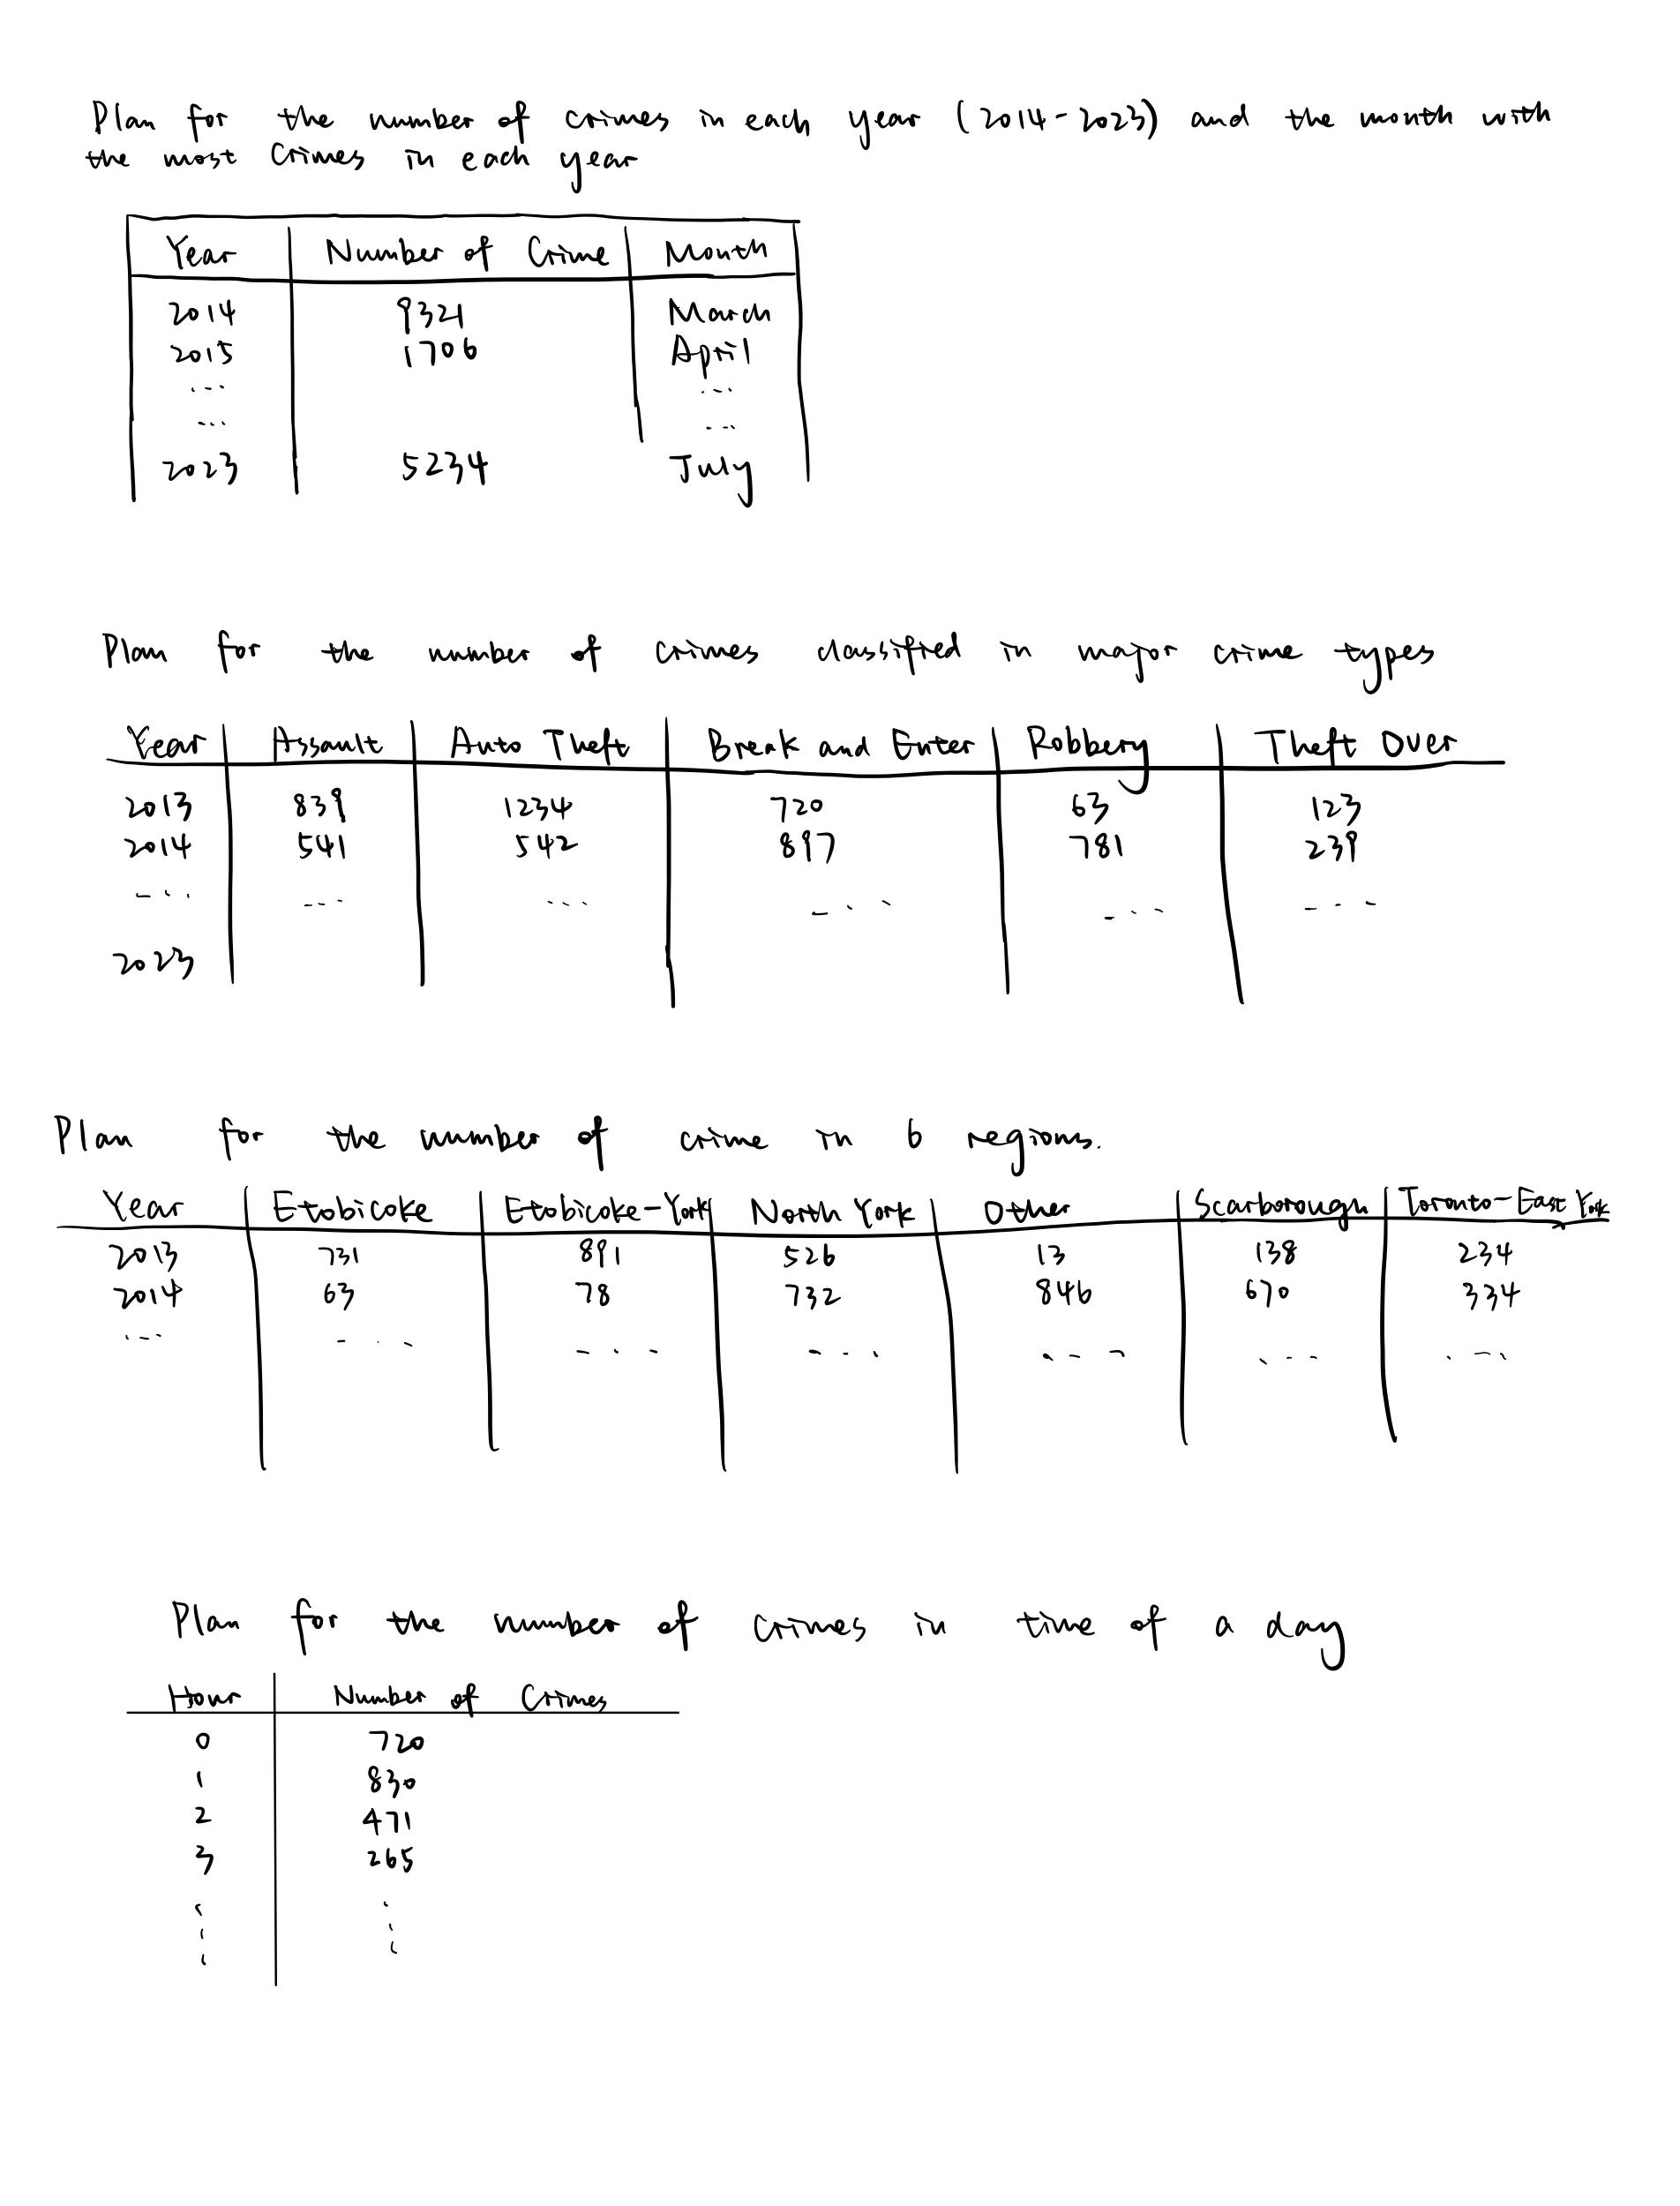 Plan for the number of crimes in each year (2014-2023) and the month with
the most Crimes in each year
Year Number of Crime Month
2014 9321 March
2015 1706 April
... ...
... ...
2023 5234 July
Plan for the number of crimes classified in major crime types
Year Assault Auto Theft Break and Enter Robbery Theft Over
2013 839 1234 720 63 123
2014 541 542 897 781 239
... ... ... ... ... ...
2023
Plan for the number of crime in 6 regions.
Year Etobicoke Etobicoke-York North York Other Scarborough Toronto-East York
2013 731 891 526 13 138 234
2014 63 78 732 846 670 334
... ... ... ... ... ... ...
Plan for the number of crimes in time of a day
Hour Number of Crimes
0 720
1 830
2 471
3 265
. .
. .
. .